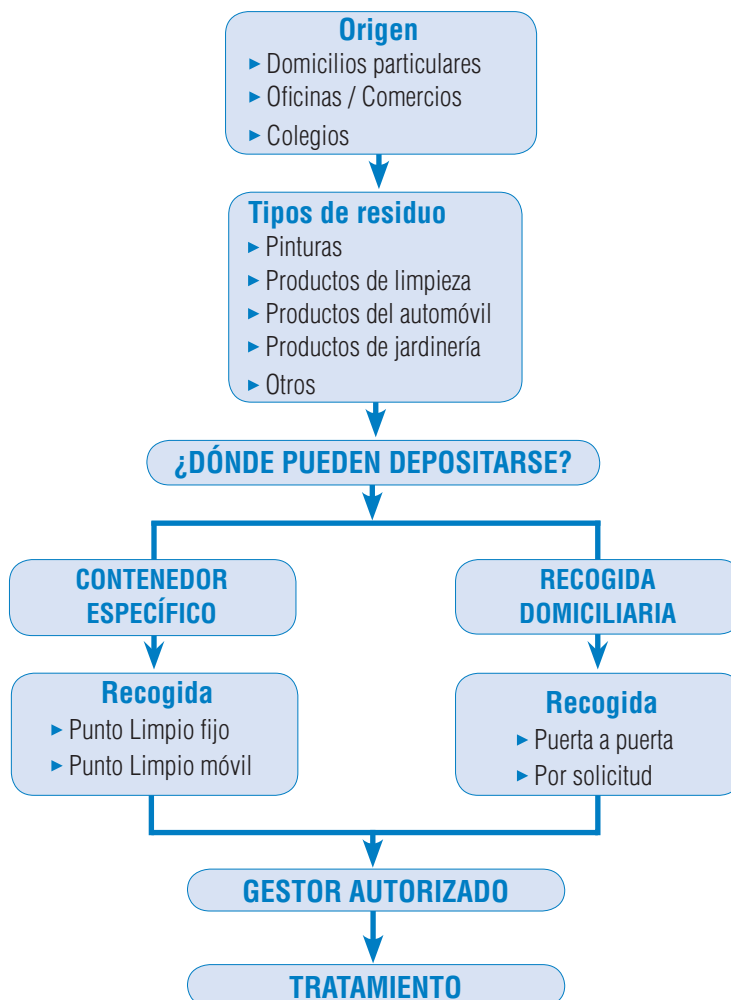 Origen
► Domicilios particulares
► Oficinas / Comercios
► Colegios
Tipos de residuo
► Pinturas
► Productos de limpieza
► Productos del automóvil
► Productos de jardinería
► Otros
¿DÓNDE PUEDEN DEPOSITARSE?
CONTENEDOR
ESPECÍFICO
RECOGIDA
DOMICILIARIA
Recogida
► Punto Limpio fijo
► Punto Limpio móvil
Recogida
► Puerta a puerta
► Por solicitud
GESTOR AUTORIZADO
TRATAMIENTO